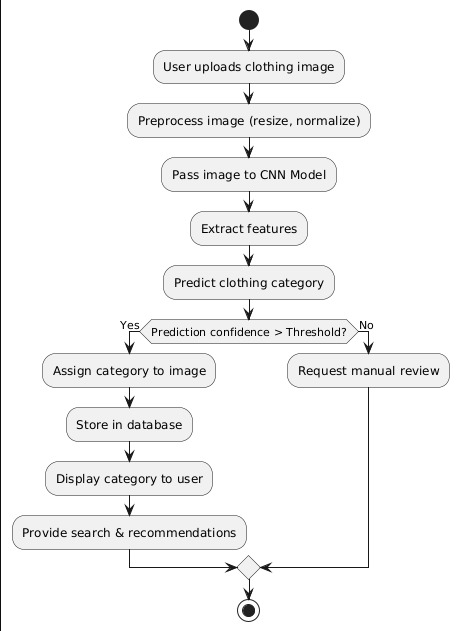 User uploads clothing image
Preprocess image (resize, normalize)
Pass image to CNN Model
Extract features
Predict clothing category
Yes
Prediction confidence > Threshold?
No
Assign category to image
Request manual review
Store in database
Display category to user
Provide search & recommendations